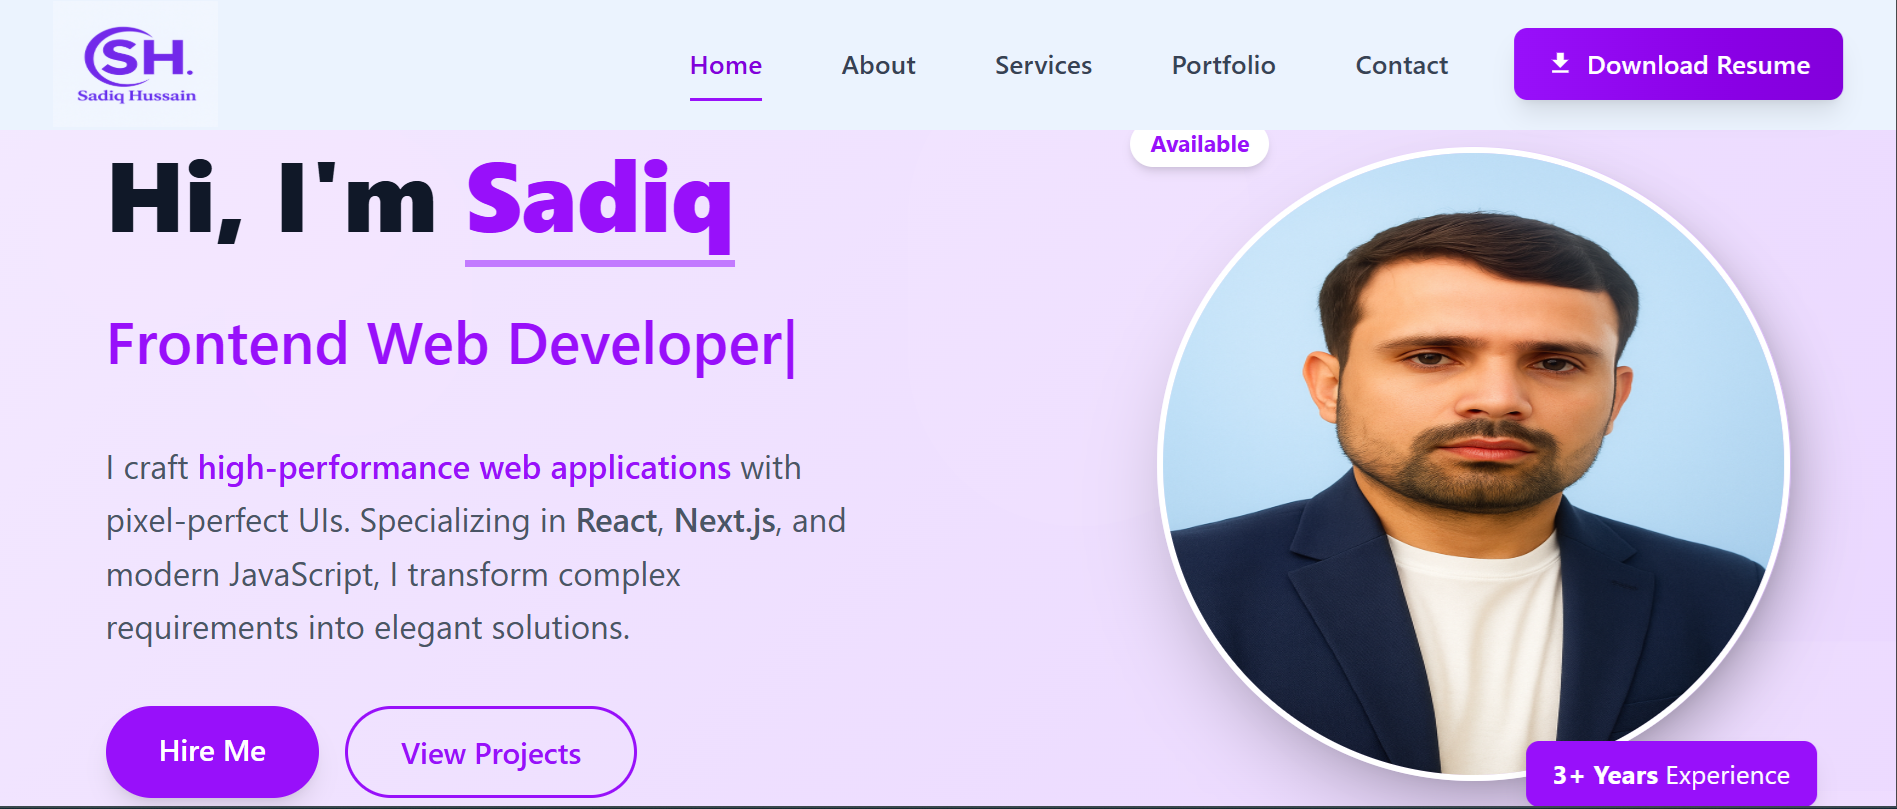 SH.
Sadiq Hussain
Home
About
Services
Portfolio
Contact
Download Resume
Available
Hi, I'm Sadiq
Frontend Web Developer|
I craft high-performance web applications with
pixel-perfect UIs. Specializing in React, Next.js, and
modern JavaScript, I transform complex
requirements into elegant solutions.
Hire Me
View Projects
3+ Years Experience